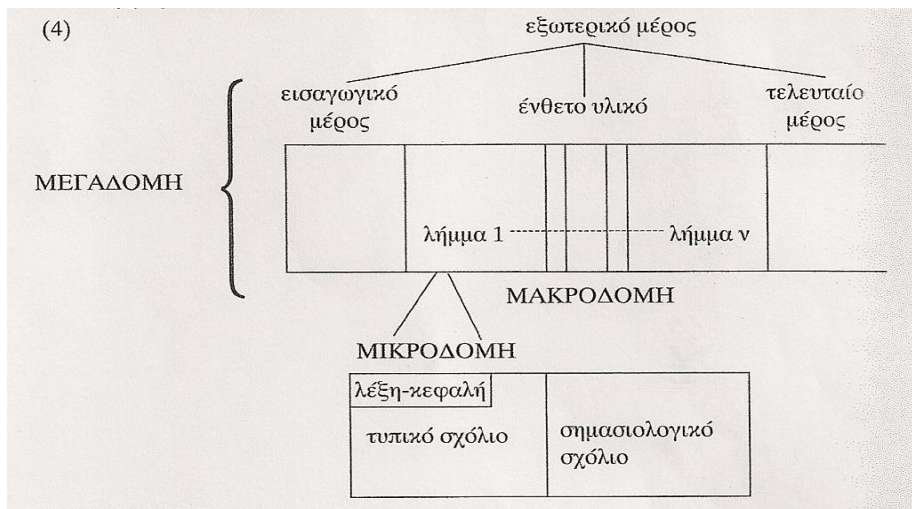 (4)
εξωτερικό μέρος
εισαγωγικό
μέρος
ένθετο υλικό
τελευταίο
μέρος
ΜΕΓΑΔΟΜΗ
λήμμα 1 λήμμα ν
ΜΑΚΡΟΔΟΜΗ
ΜΙΚΡΟΔΟΜΗ
λέξη-κεφαλή
τυπικό σχόλιο
σημασιολογικό
σχόλιο